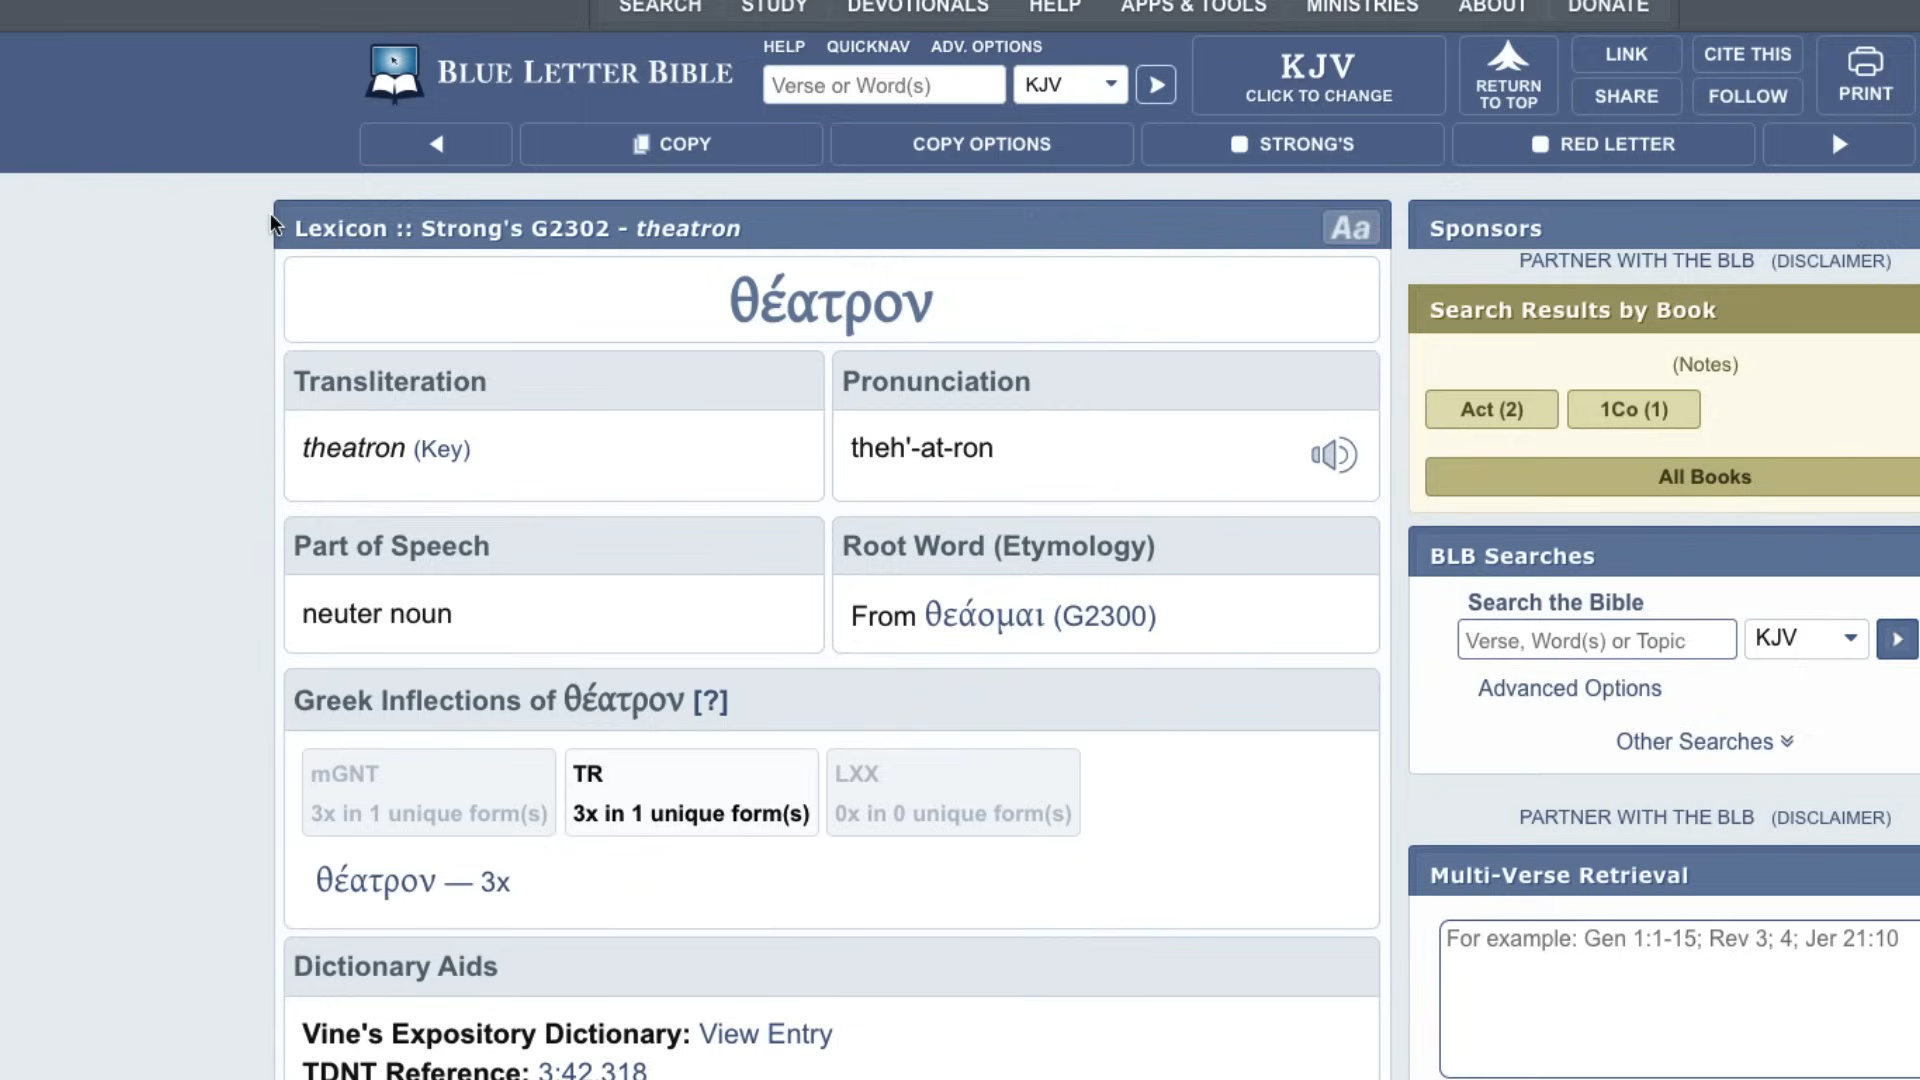 SEARCH STUDY DEVOTIONALS HELP APPS & TOOLS MINISTRIES ABOUT DONATE
BLUE LETTER BIBLE
HELP QUICKNAV ADV. OPTIONS
Verse or Word(s)
KJV
KJV
CLICK TO CHANGE
RETURN
TO TOP
LINK
CITE THIS
SHARE
FOLLOW
PRINT
COPY
COPY OPTIONS
STRONG'S
RED LETTER
Lexicon :: Strong's G2302 - theatron
Aa
θέατρον
Transliteration
theatron (Key)
Pronunciation
theh'-at-ron
Part of Speech
neuter noun
Root Word (Etymology)
From θεάομαι (G2300)
Greek Inflections of θέατρον [?]
mGNT
3x in 1 unique form(s)
TR
3x in 1 unique form(s)
LXX
0x in 0 unique form(s)
θέατρον — 3x
Dictionary Aids
Vine's Expository Dictionary: View Entry
TDNT Reference: 3:42,318
Sponsors
PARTNER WITH THE BLB (DISCLAIMER)
Search Results by Book
(Notes)
Act (2)
1Co (1)
All Books
BLB Searches
Search the Bible
Verse, Word(s) or Topic
KJV
Advanced Options
Other Searches
PARTNER WITH THE BLB (DISCLAIMER)
Multi-Verse Retrieval
For example: Gen 1:1-15; Rev 3; 4; Jer 21:10